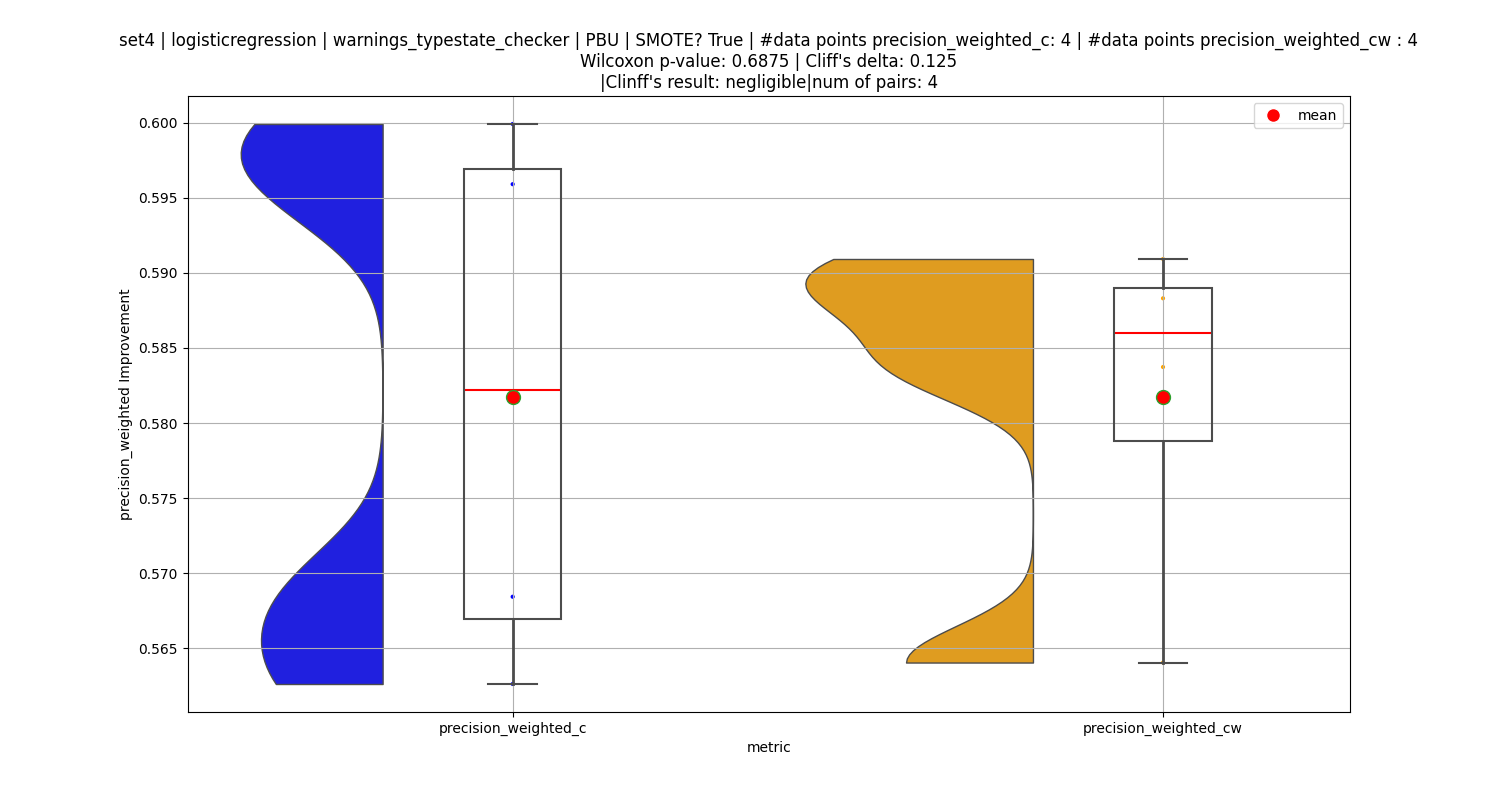 set4 | logisticregression | warnings_typestate_checker | PBU | SMOTE? True | #data points precision_weighted_c: 4 | #data points precision_weighted_cw : 4
Wilcoxon p-value: 0.6875 | Cliff's delta: 0.125
|Clinff's result: negligible|num of pairs: 4
mean
0.600
0.595
0.590
0.585
0.580
0.575
0.570
0.565
precision_weighted Improvement
precision_weighted_c
precision_weighted_cw
metric